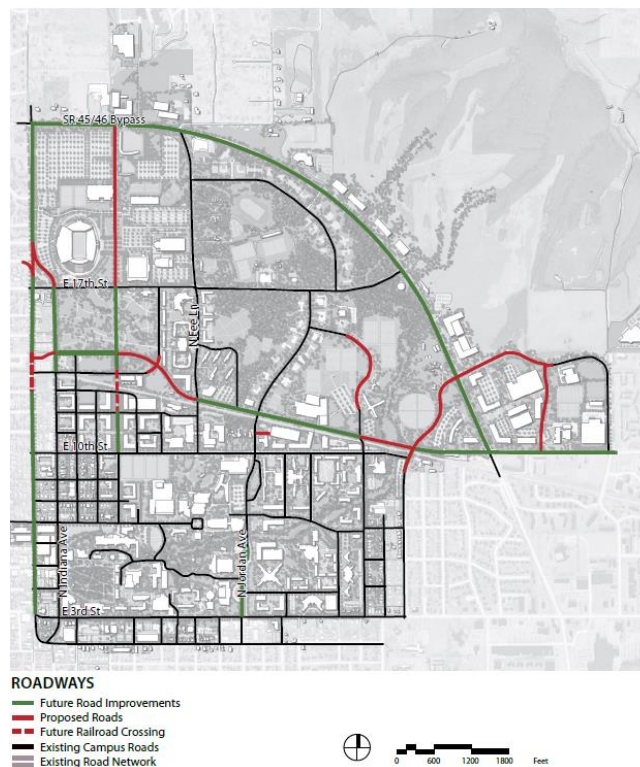 SR 45/46 Bypass
E 17th St
N Fee Ln
E 10th St
N Indiana Ave
N Jordan Ave
E 3rd St
ROADWAYS
Future Road Improvements
Proposed Roads
Future Railroad Crossing
Existing Campus Roads
Existing Road Network
0 600 1200 1800 Feet